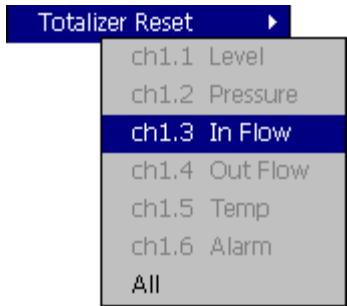 Totalizer Reset
ch1.1 Level
ch1.2 Pressure
ch1.3 In Flow
ch1.4 Out Flow
ch1.5 Temp
ch1.6 Alarm
All